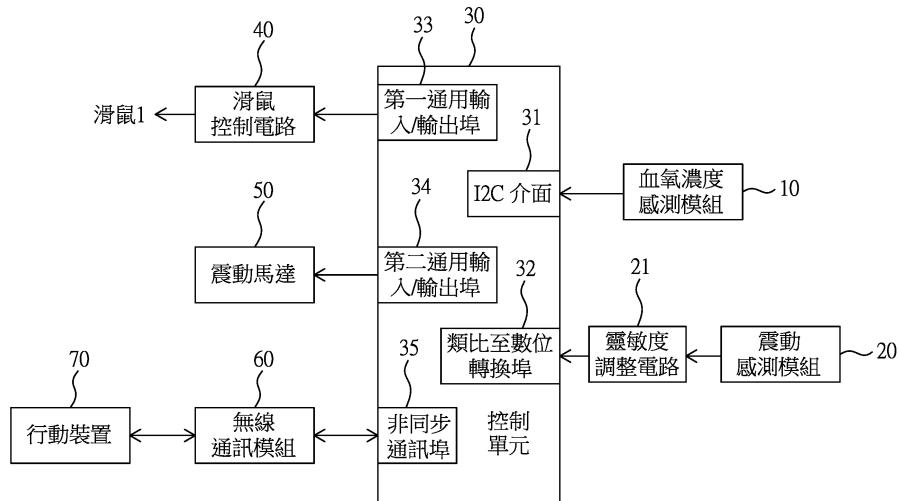 40
33
30
滑鼠1
滑鼠
控制電路
第一通用輸
入/輸出埠
31
I2C 介面
血氧濃度
感測模組
10
50
34
震動馬達
第二通用輸
入/輸出埠
32
21
類比至數位
轉換埠
靈敏度
調整電路
震動
感測模組
20
70
60
35
行動裝置
無線
通訊模組
非同步
通訊埠
控制
單元